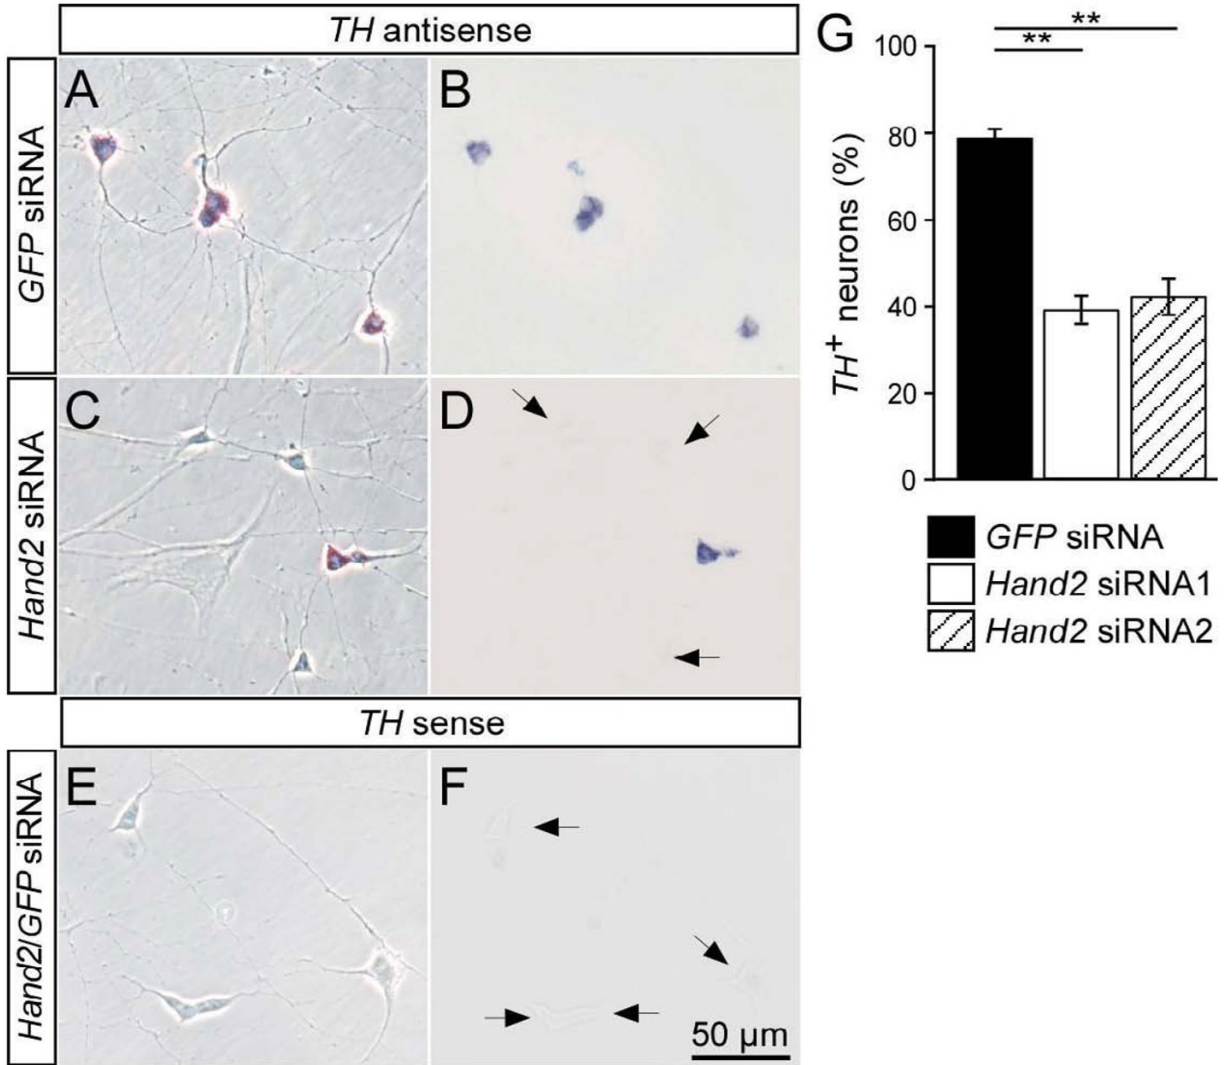 TH antisense
GFP siRNA
A
B
Hand2 siRNA
C
D
TH sense
Hand2/GFP siRNA
E
F
50 µm
G
**
**
TH+ neurons (%)
100
80
60
40
20
0
GFP siRNA
Hand2 siRNA1
Hand2 siRNA2